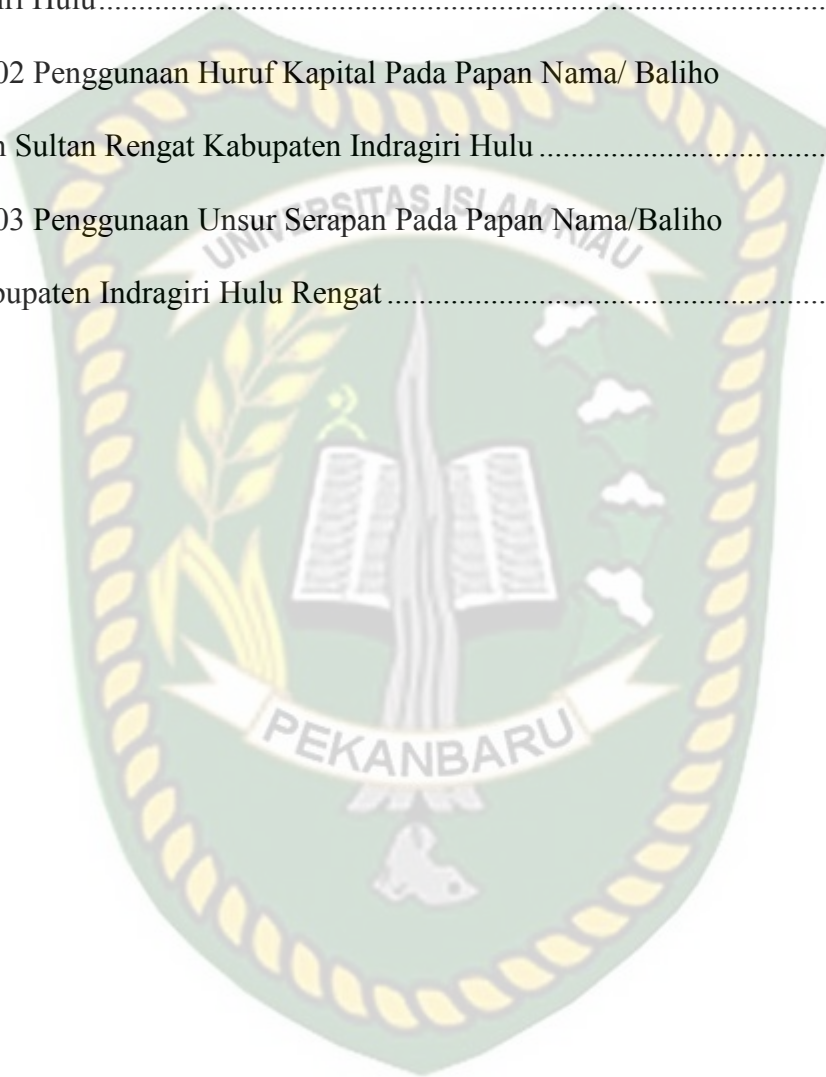 iri Hulu
02 Penggunaan Huruf Kapital Pada Papan Nama/ Baliho
n Sultan Rengat Kabupaten Indragiri Hulu
03 Penggunaan Unsur Serapan Pada Papan Nama/Baliho
bupaten Indragiri Hulu Rengat
UNIVERSITAS ISLAM RIAU
PEKANBARU